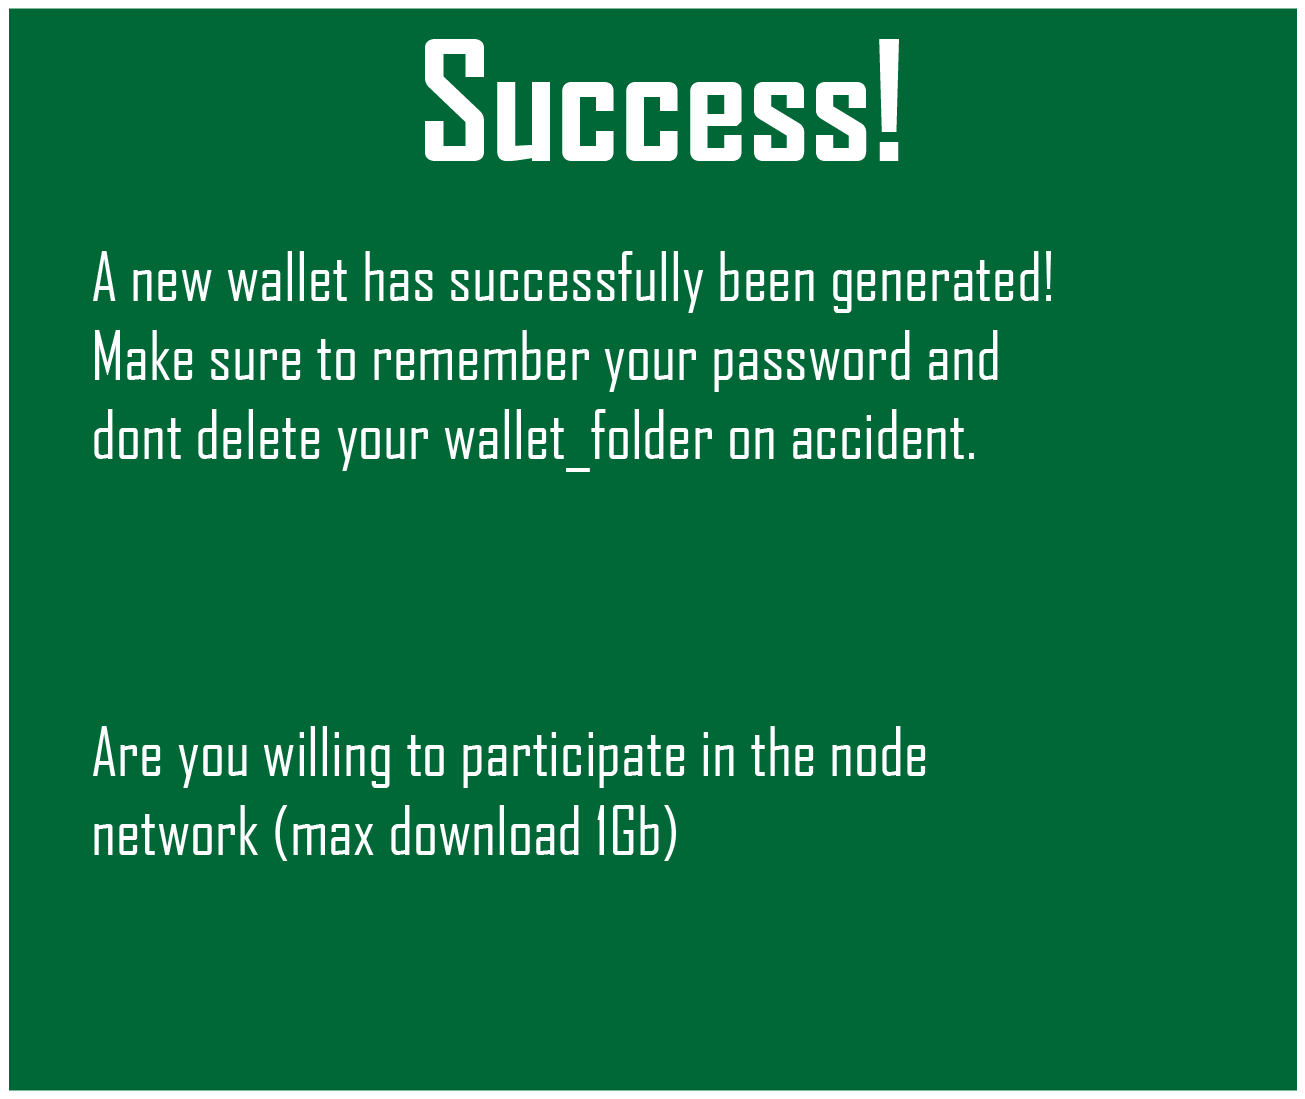 Success!
A new wallet has successfully been generated!
Make sure to remember your password and
dont delete your wallet_folder on accident.
Are you willing to participate in the node
network (max download 1Gb)